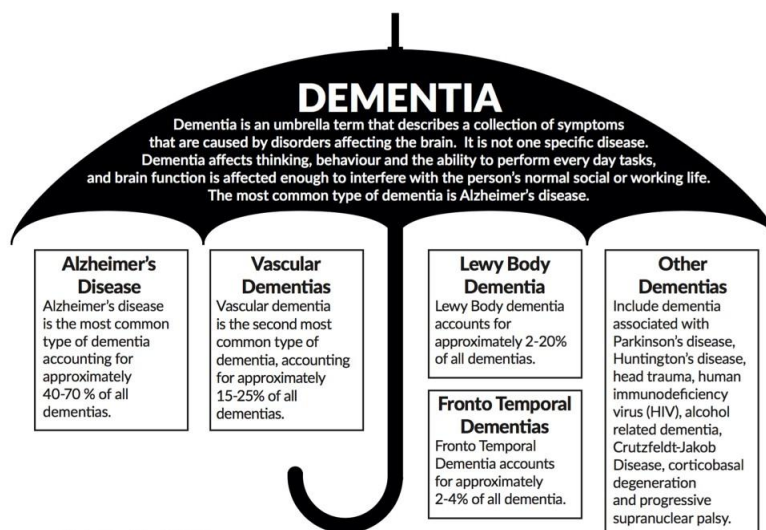 DEMENTIA
Dementia is an umbrella term that describes a collection of symptoms
that are caused by disorders affecting the brain. It is not one specific disease.
Dementia affects thinking, behaviour and the ability to perform every day tasks,
and brain function is affected enough to interfere with the person's normal social or working life.
The most common type of dementia is Alzheimer's disease.
Alzheimer's
Disease
Alzheimer's disease
is the most common
type of dementia
accounting for
approximately
40-70 % of all
dementias.
Vascular
Dementias
Vascular dementia
is the second most
common type of
dementia, accounting
for approximately
15-25% of all
dementias.
Lewy Body
Dementia
Lewy Body dementia
accounts for
approximately 2-20%
of all dementias.
Fronto Temporal
Dementias
Fronto Temporal
Dementia accounts
for approximately
2-4% of all dementia.
Other
Dementias
Include dementia
associated with
Parkinson's disease,
Huntington's disease,
head trauma, human
immunodeficiency
virus (HIV), alcohol
related dementia,
Crutzfeldt-Jakob
Disease, corticobasal
degeneration
and progressive
supranuclear palsy.